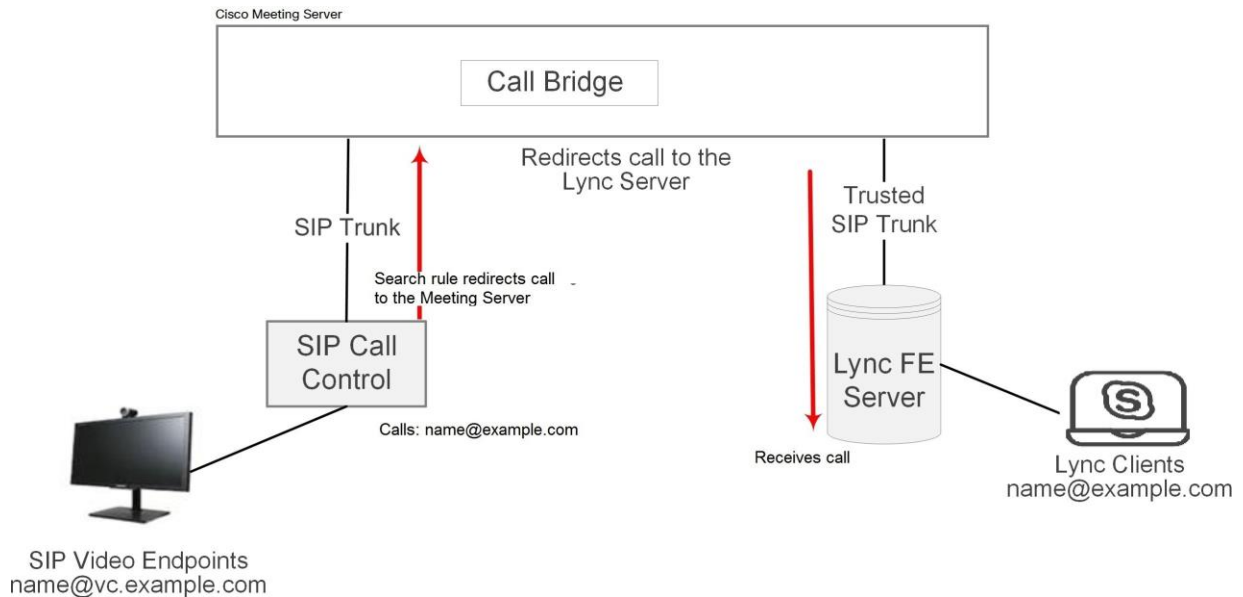 Cisco Meeting Server
Call Bridge
Redirects call to the
Lync Server
SIP Trunk
Trusted
SIP Trunk
Search rule redirects call
to the Meeting Server
SIP Call
Control
Lync FE
Server
Calls: name@example.com
Receives call
S
Lync Clients
name@example.com
SIP Video Endpoints
name@vc.example.com